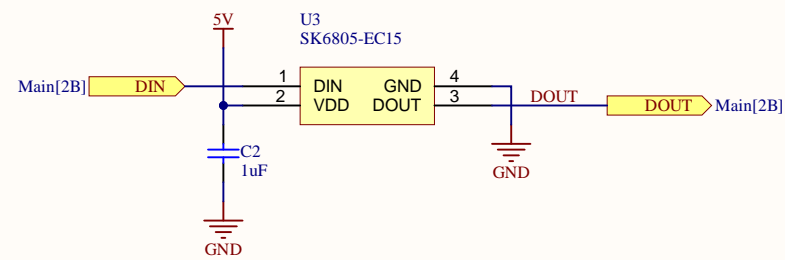 5V
U3
SK6805-EC15
Main[2B] DIN 1 DIN GND 4
2 VDD DOUT 3 DOUT DOUT Main[2B]
C2
1uF
GND
GND